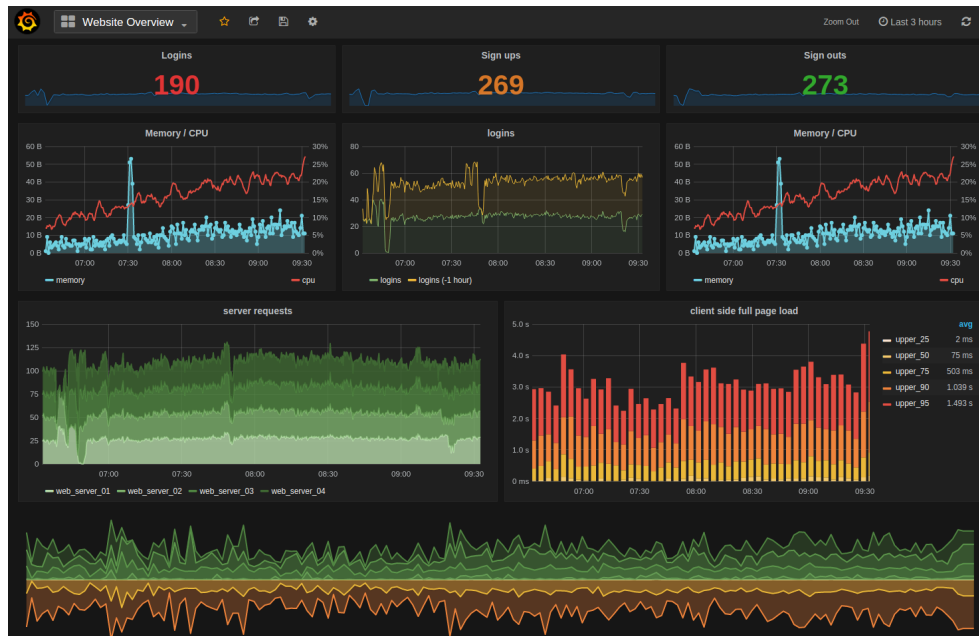 Website Overview
Zoom Out
Last 3 hours
Logins
190
Sign ups
269
Sign outs
273
Memory / CPU
60 B
50 B
40 B
30 B
20 B
10 B
0 B
30%
25%
20%
15%
10%
5%
0%
07:00 07:30 08:00 08:30 09:00 09:30
memory cpu
logins
80
60
40
20
0
07:00 07:30 08:00 08:30 09:00 09:30
logins logins (-1 hour)
Memory / CPU
60 B
50 B
40 B
30 B
20 B
10 B
0 B
30%
25%
20%
15%
10%
5%
0%
07:00 07:30 08:00 08:30 09:00 09:30
memory cpu
server requests
150
125
100
75
50
25
0
07:00 07:30 08:00 08:30 09:00 09:30
web_server_01 web_server_02 web_server_03 web_server_04
client side full page load
5.0 s
4.0 s
3.0 s
2.0 s
1.0 s
0 ms
07:00 07:30 08:00 08:30 09:00 09:30
avg
upper_25 2 ms
upper_50 75 ms
upper_75 503 ms
upper_90 1.039 s
upper_95 1.493 s